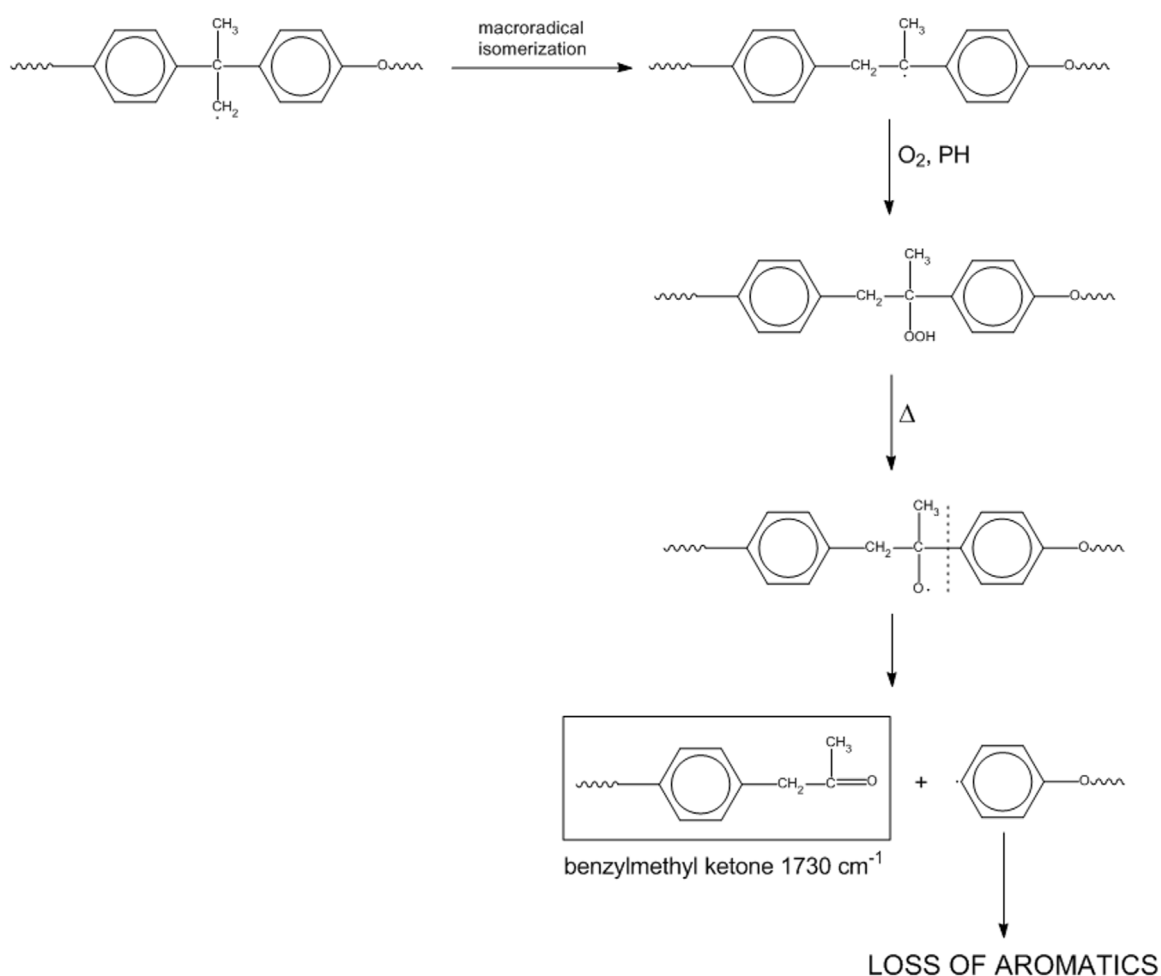 CH3
C
O
CH2
·
macroradical
isomerization
CH3
CH2
C
·
O
O2, PH
CH3
CH2
C
O
OOH
Δ
CH3
CH2
C
O
O·
CH3
CH2
C
O
+
·
O
benzylmethyl ketone 1730 cm-1
LOSS OF AROMATICS